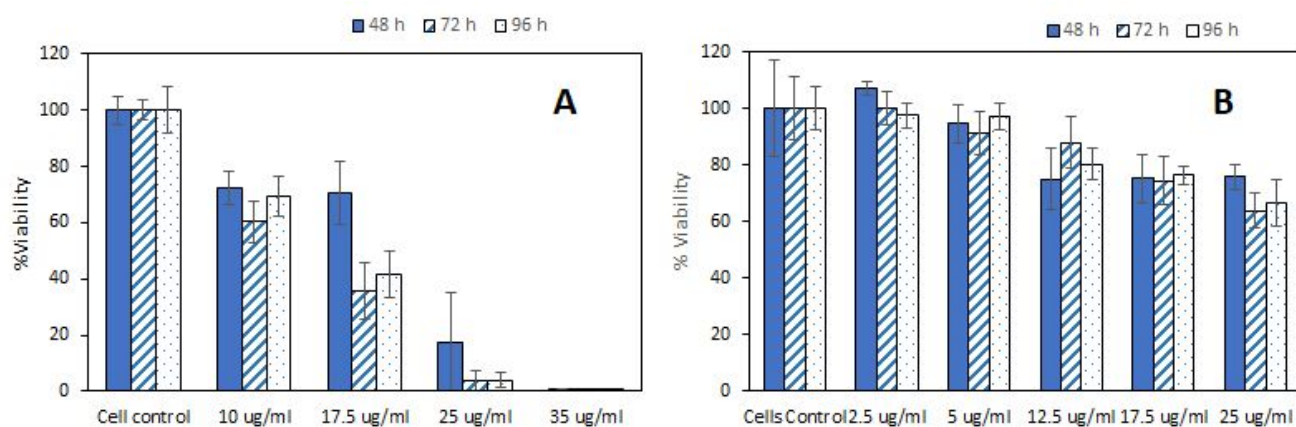 48 h 72 h 96 h
120
100
80
60
40
20
0
%Viability
A
Cell control 10 ug/ml 17.5 ug/ml 25 ug/ml 35 ug/ml
48 h 72 h 96 h
120
100
80
60
40
20
0
% Viability
B
Cells Control 2.5 ug/ml 5 ug/ml 12.5 ug/ml 17.5 ug/ml 25 ug/ml